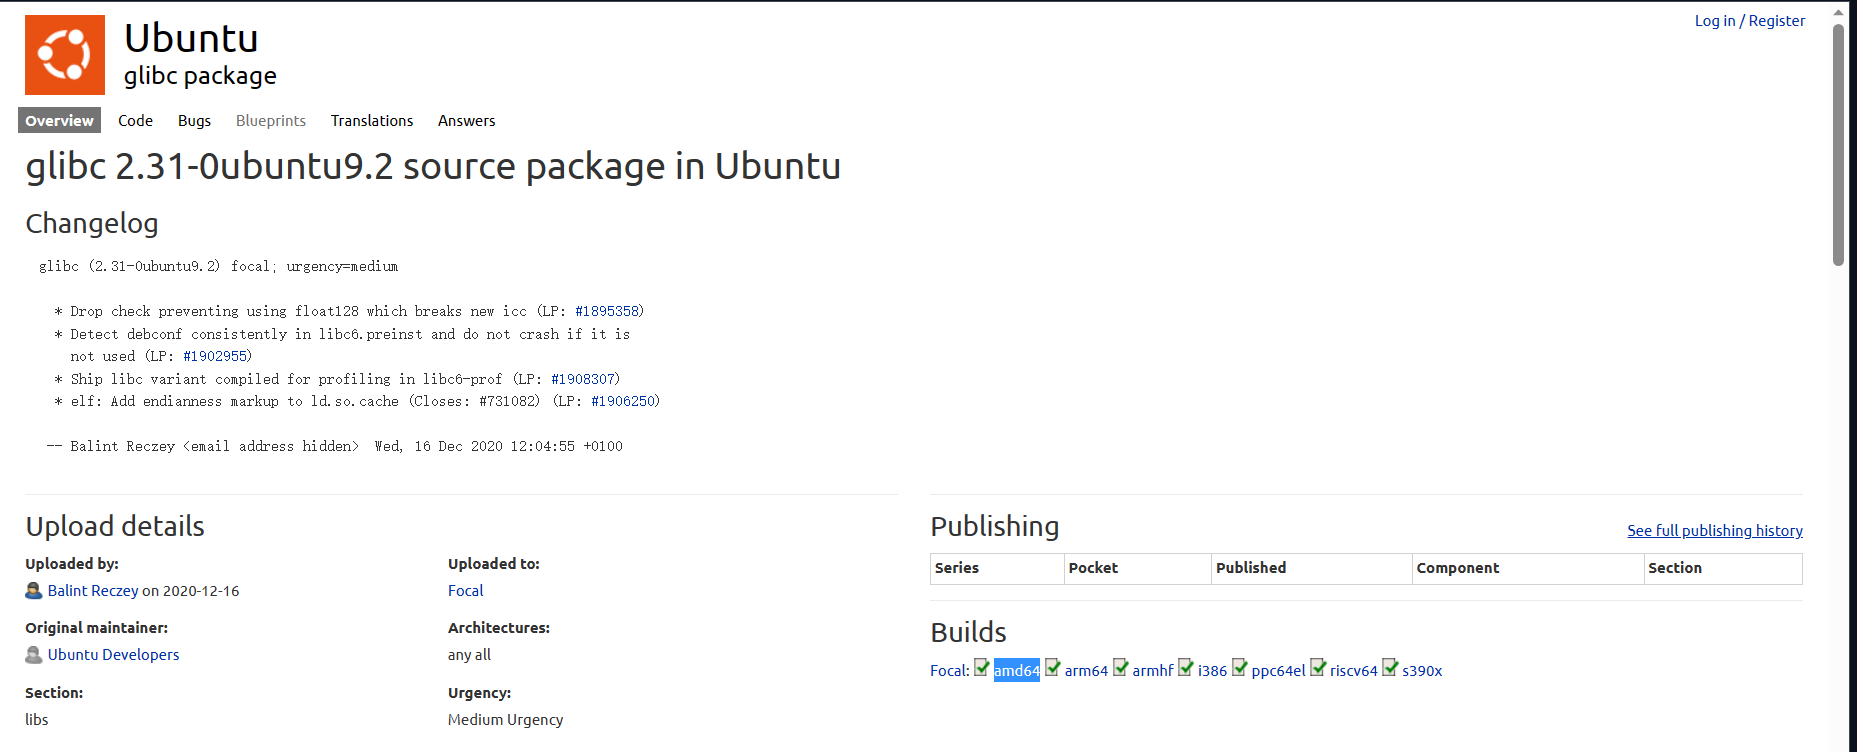 Log in / Register
Ubuntu
glibc package
Overview Code Bugs Blueprints Translations Answers
glibc 2.31-0ubuntu9.2 source package in Ubuntu
Changelog
glibc (2.31-0ubuntu9.2) focal; urgency=medium
* Drop check preventing using float128 which breaks new icc (LP: #1895358)
* Detect debconf consistently in libc6.preinst and do not crash if it is
not used (LP: #1902955)
* Ship libc variant compiled for profiling in libc6-prof (LP: #1908307)
* elf: Add endianness markup to ld.so.cache (Closes: #731082) (LP: #1906250)
-- Balint Reczey <email address hidden>  Wed, 16 Dec 2020 12:04:55 +0100
Upload details
Uploaded by:
Balint Reczey on 2020-12-16
Uploaded to:
Focal
Original maintainer:
Ubuntu Developers
Architectures:
any all
Section:
libs
Urgency:
Medium Urgency
Publishing
See full publishing history
Series Pocket Published Component Section
Builds
Focal: amd64 arm64 armhf i386 ppc64el riscv64 s390x